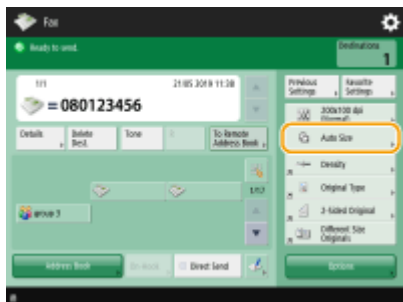 Fax
Ready to send.
Destinations
1
1/1
21/05 2019 11:38
= 080123456
Details
Delete
Dest.
Tone
To Remote
Address Book
Previous
Settings
Favorite
Settings
200x100 dpi
(Normal)
Auto Size
Density
Original Type
2-Sided Original
Different Size
Originals
Options
1/12
group 3
Address Book
On-Hook
Direct Send